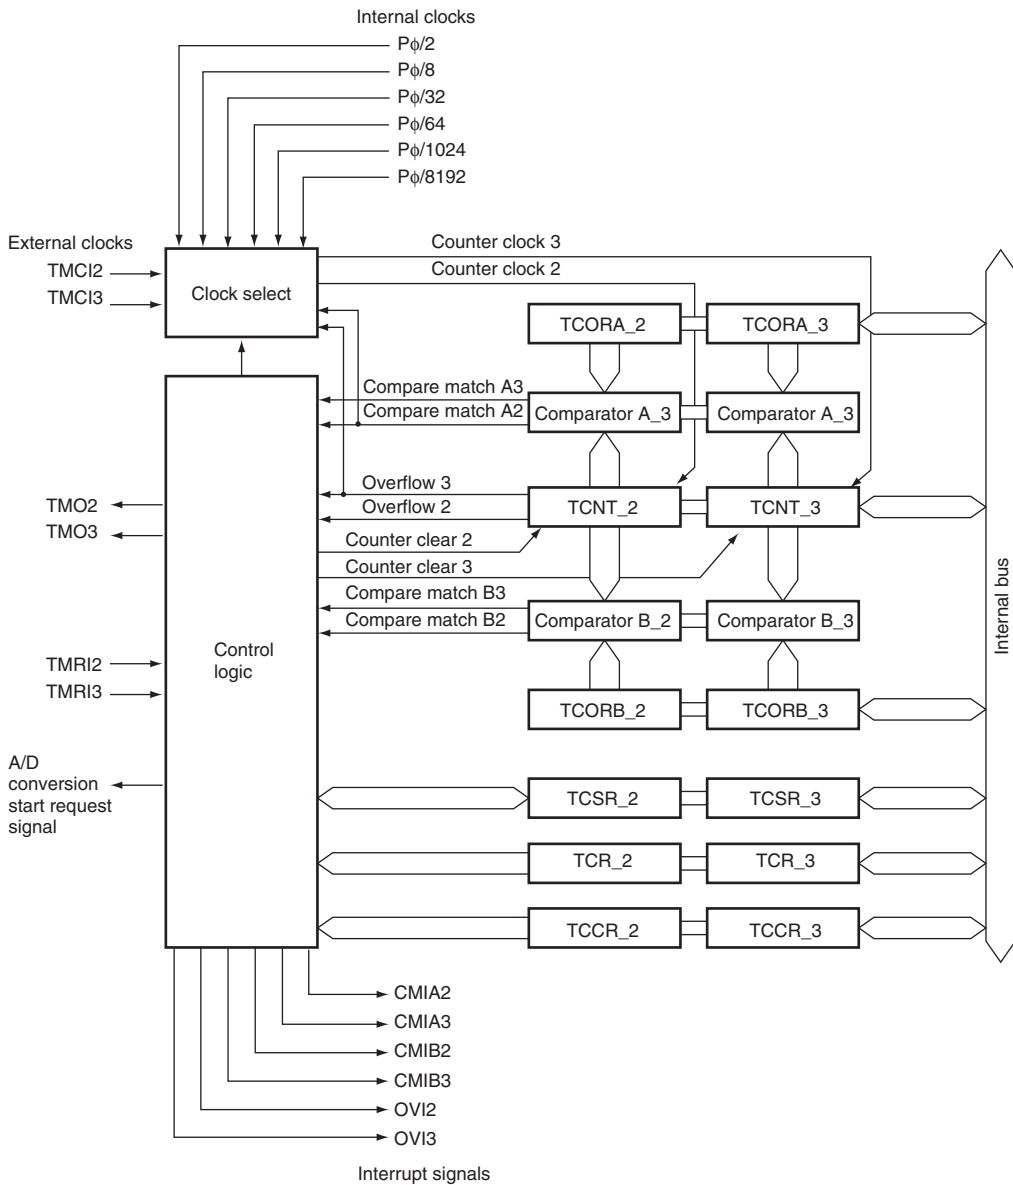 Internal clocks
Pϕ/2
Pϕ/8
Pϕ/32
Pϕ/64
Pϕ/1024
Pϕ/8192
External clocks
TMCI2
TMCI3
Clock select
Counter clock 3
Counter clock 2
TCORA_2
TCORA_3
Compare match A3
Compare match A2
Comparator A_3
Comparator A_3
Overflow 3
Overflow 2
TCNT_2
TCNT_3
TMO2
TMO3
Counter clear 2
Counter clear 3
Compare match B3
Compare match B2
Comparator B_2
Comparator B_3
Control
logic
TMRI2
TMRI3
TCORB_2
TCORB_3
Internal bus
A/D
conversion
start request
signal
TCSR_2
TCSR_3
TCR_2
TCR_3
TCCR_2
TCCR_3
CMIA2
CMIA3
CMIB2
CMIB3
OVI2
OVI3
Interrupt signals